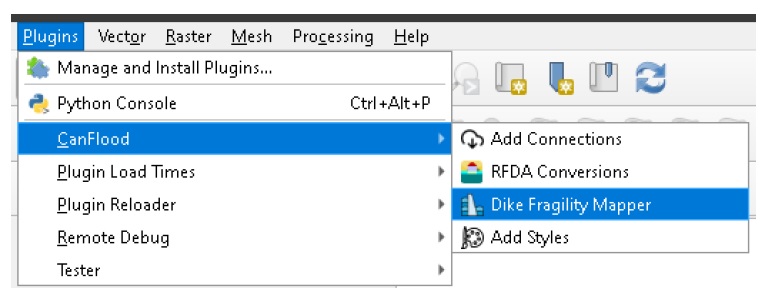 Plugins Vector Raster Mesh Processing Help
Manage and Install Plugins...
Python Console Ctrl+Alt+P
CanFlood
Add Connections
Plugin Load Times
RFDA Conversions
Plugin Reloader
Dike Fragility Mapper
Remote Debug
Add Styles
Tester